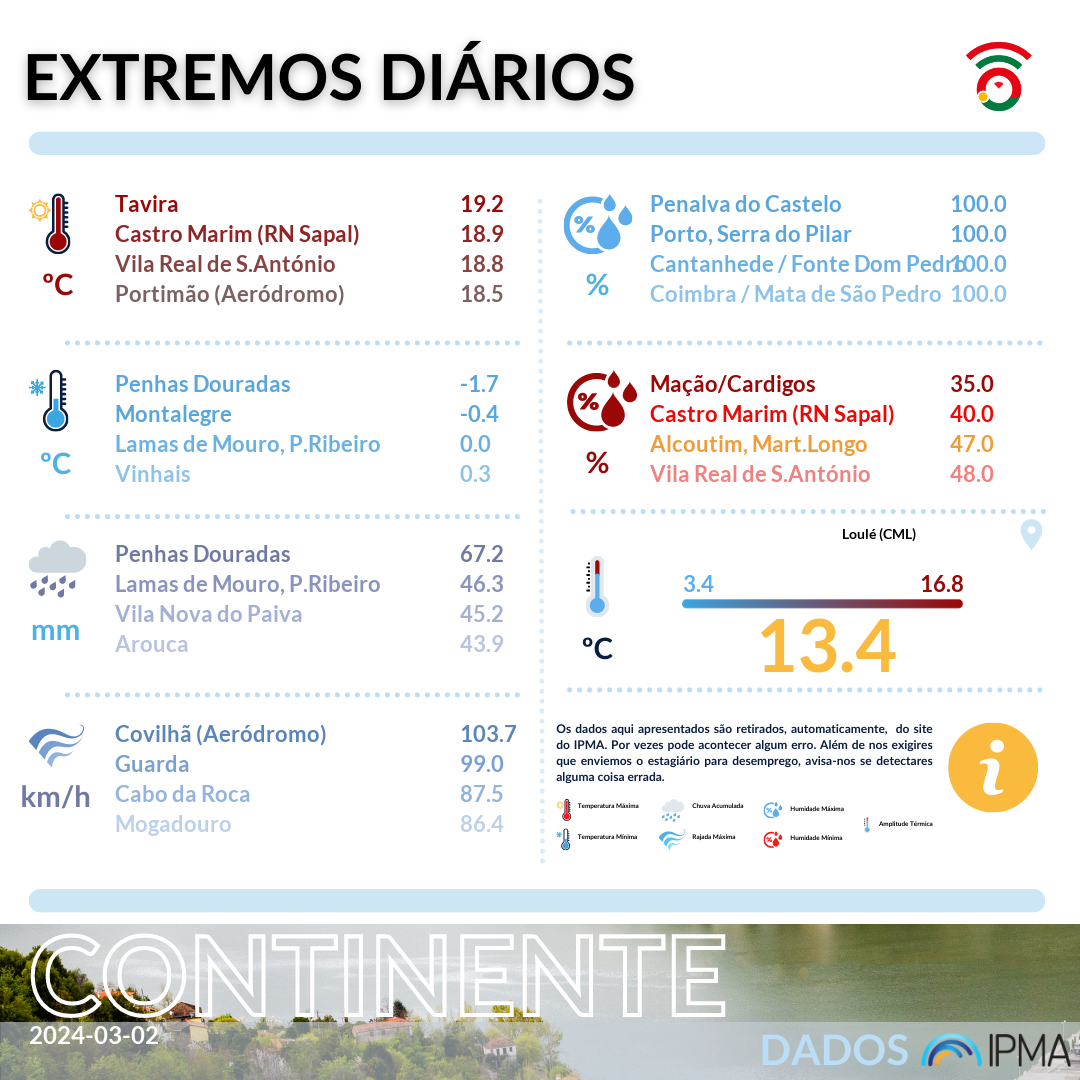 EXTREMOS DIÁRIOS
Tavira 19.2
Castro Marim (RN Sapal) 18.9
Vila Real de S.António 18.8
Portimão (Aeródromo) 18.5
ºC
Penhas Douradas -1.7
Montalegre -0.4
Lamas de Mouro, P.Ribeiro 0.0
Vinhais 0.3
ºC
Penhas Douradas 67.2
Lamas de Mouro, P.Ribeiro 46.3
Vila Nova do Paiva 45.2
Arouca 43.9
mm
Covilhã (Aeródromo) 103.7
Guarda 99.0
Cabo da Roca 87.5
Mogadouro 86.4
km/h
%
Penalva do Castelo 100.0
Porto, Serra do Pilar 100.0
Cantanhede / Fonte Dom Pedro 100.0
Coimbra / Mata de São Pedro 100.0
%
%
Mação/Cardigos 35.0
Castro Marim (RN Sapal) 40.0
Alcoutim, Mart.Longo 47.0
Vila Real de S.António 48.0
%
Loulé (CML)
3.4 16.8
13.4
ºC
Os dados aqui apresentados são retirados, automaticamente, do site
do IPMA. Por vezes pode acontecer algum erro. Além de nos exigires
que enviemos o estagiário para desemprego, avisa-nos se detectares
alguma coisa errada.
i
Temperatura Máxima Chuva Acumulada Humidade Máxima
Amplitude Térmica
Temperatura Mínima Rajada Máxima Humidade Mínima
CONTINENTE
2024-03-02
DADOS IPMA